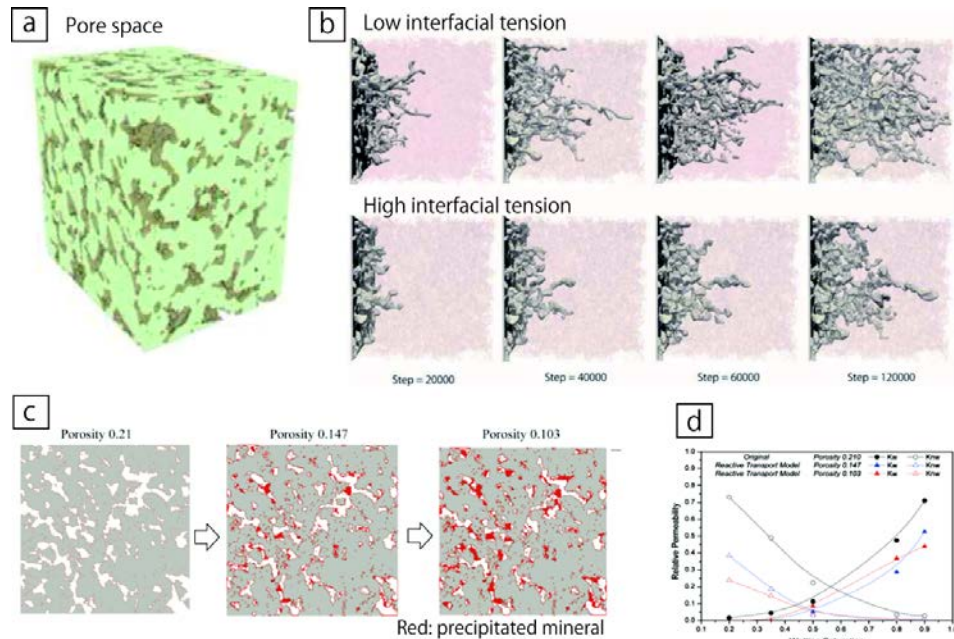 a
Pore space
b
Low interfacial tension
High interfacial tension
Step = 20000
Step = 40000
Step = 60000
Step = 120000
c
Porosity 0.21
Porosity 0.147
Porosity 0.103
Red: precipitated mineral
d
Original Porosity 0.210 Kw Knw
Reactive Transport Model Porosity 0.147 Kw Knw
Reactive Transport Model Porosity 0.103 Kw Knw
Relative Permeability
1.0
0.9
0.8
0.7
0.6
0.5
0.4
0.3
0.2
0.1
0.0
0.1 0.2 0.3 0.4 0.5 0.6 0.7 0.8 0.9 1.0